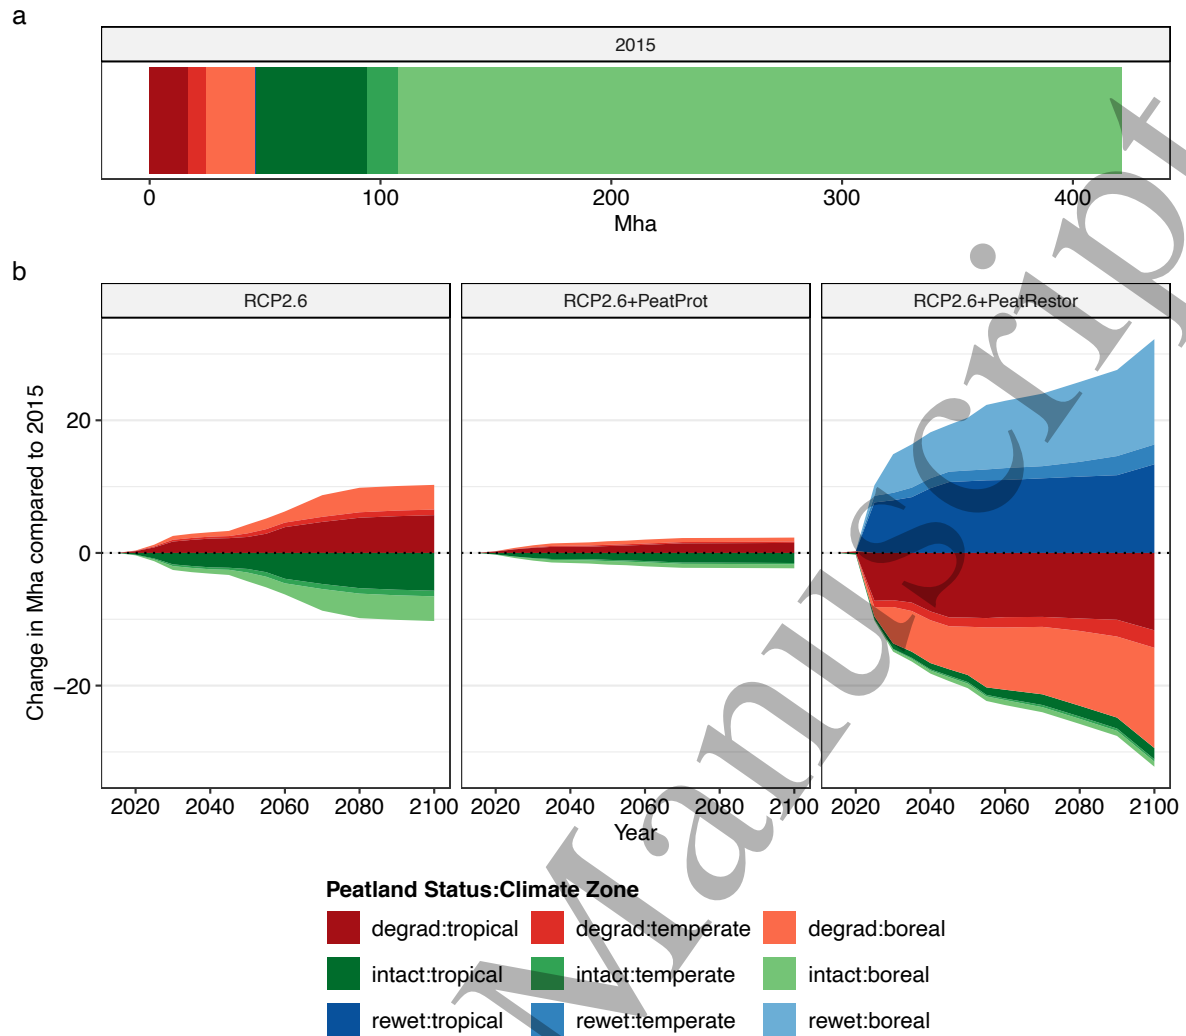 a
2015
0 100 200 300 400
Mha
b
RCP2.6 RCP2.6+PeatProt RCP2.6+PeatRestor
Change in Mha compared to 2015
20
0
−20
2020 2040 2060 2080 2100 2020 2040 2060 2080 2100 2020 2040 2060 2080 2100
Year
Peatland Status:Climate Zone
degrad:tropical degrad:temperate degrad:boreal
intact:tropical intact:temperate intact:boreal
rewet:tropical rewet:temperate rewet:boreal
Manuscript